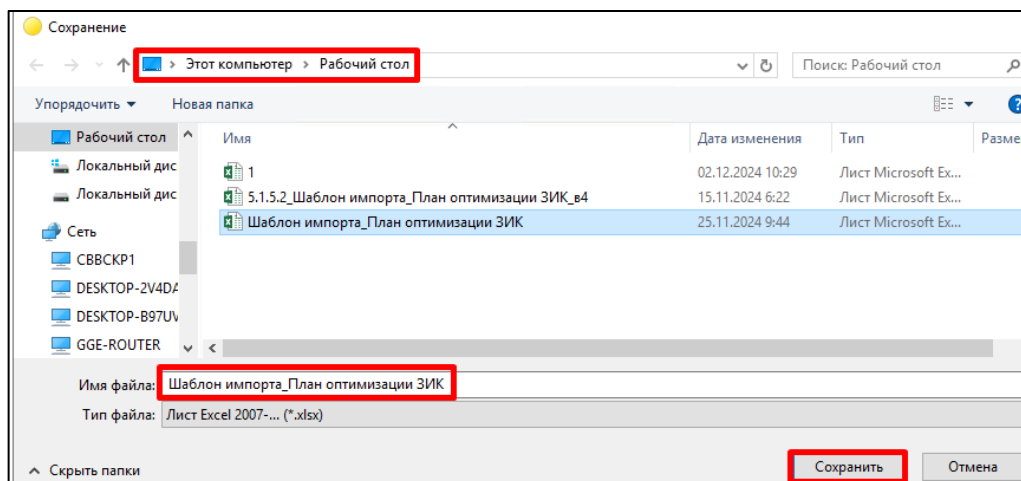 Сохранение
Этот компьютер > Рабочий стол
Поиск: Рабочий стол
Упорядочить
Новая папка
Рабочий стол
Локальный дис
Локальный дис
Сеть
CBBCKP1
DESKTOP-2V4DA
DESKTOP-B97UV
GGE-ROUTER
Имя Дата изменения Тип Разме
1 02.12.2024 10:29 Лист Microsoft Ex...
5.1.5.2_Шаблон импорта_План оптимизации ЗИК_в4 15.11.2024 6:22 Лист Microsoft Ex...
Шаблон импорта_План оптимизации ЗИК 25.11.2024 9:44 Лист Microsoft Ex...
Имя файла: Шаблон импорта_План оптимизации ЗИК
Тип файла: Лист Excel 2007-... (*.xlsx)
Скрыть папки
Сохранить
Отмена